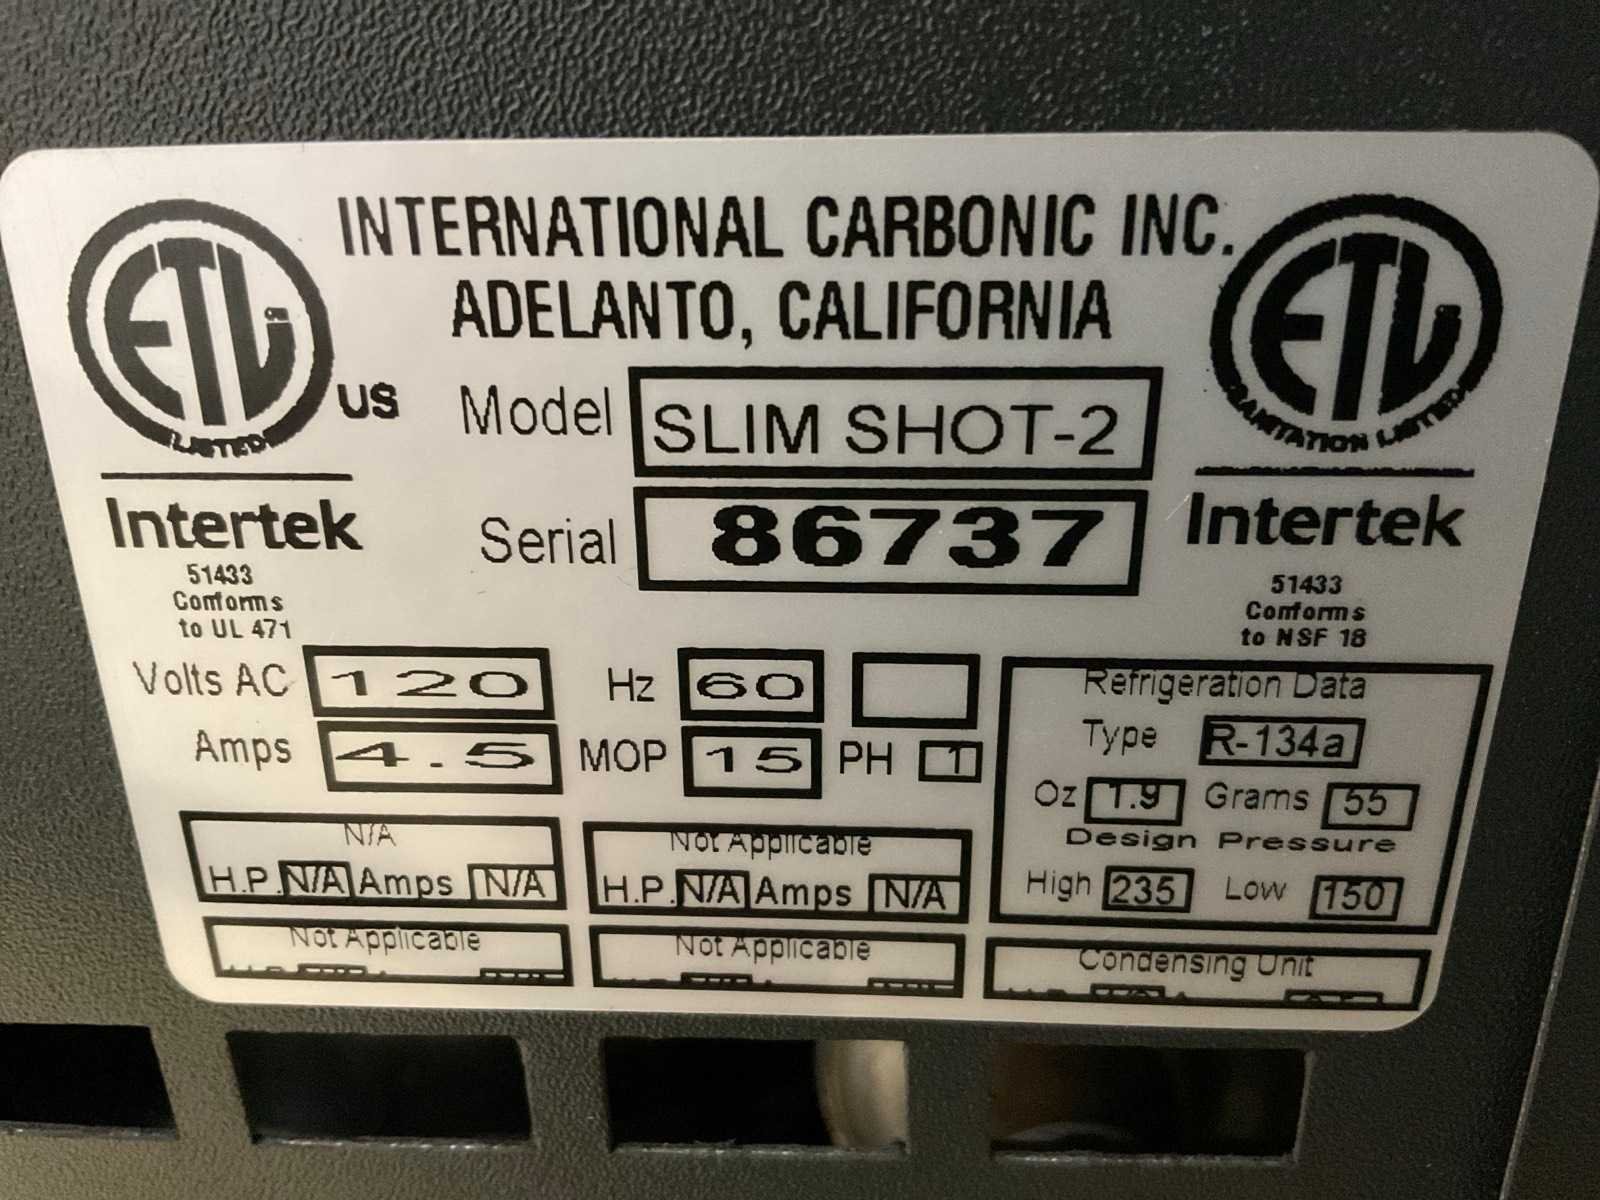 INTERNATIONAL CARBONIC INC.
ADELANTO, CALIFORNIA
ETL
LISTED
US
Intertek
51433
Conforms
to UL 471
ETL
SANITATION LISTED
Intertek
51433
Conforms
to NSF 18
Model SLIM SHOT-2
Serial 86737
Volts AC 120 Hz 60
Amps 4.5 MOP 15 PH 1
Refrigeration Data
Type R-134a
Oz 1.9 Grams 55
Design Pressure
High 235 Low 150
N/A
H.P. N/A Amps N/A
Not Applicable
H.P. N/A Amps N/A
Not Applicable
Not Applicable
Condensing Unit